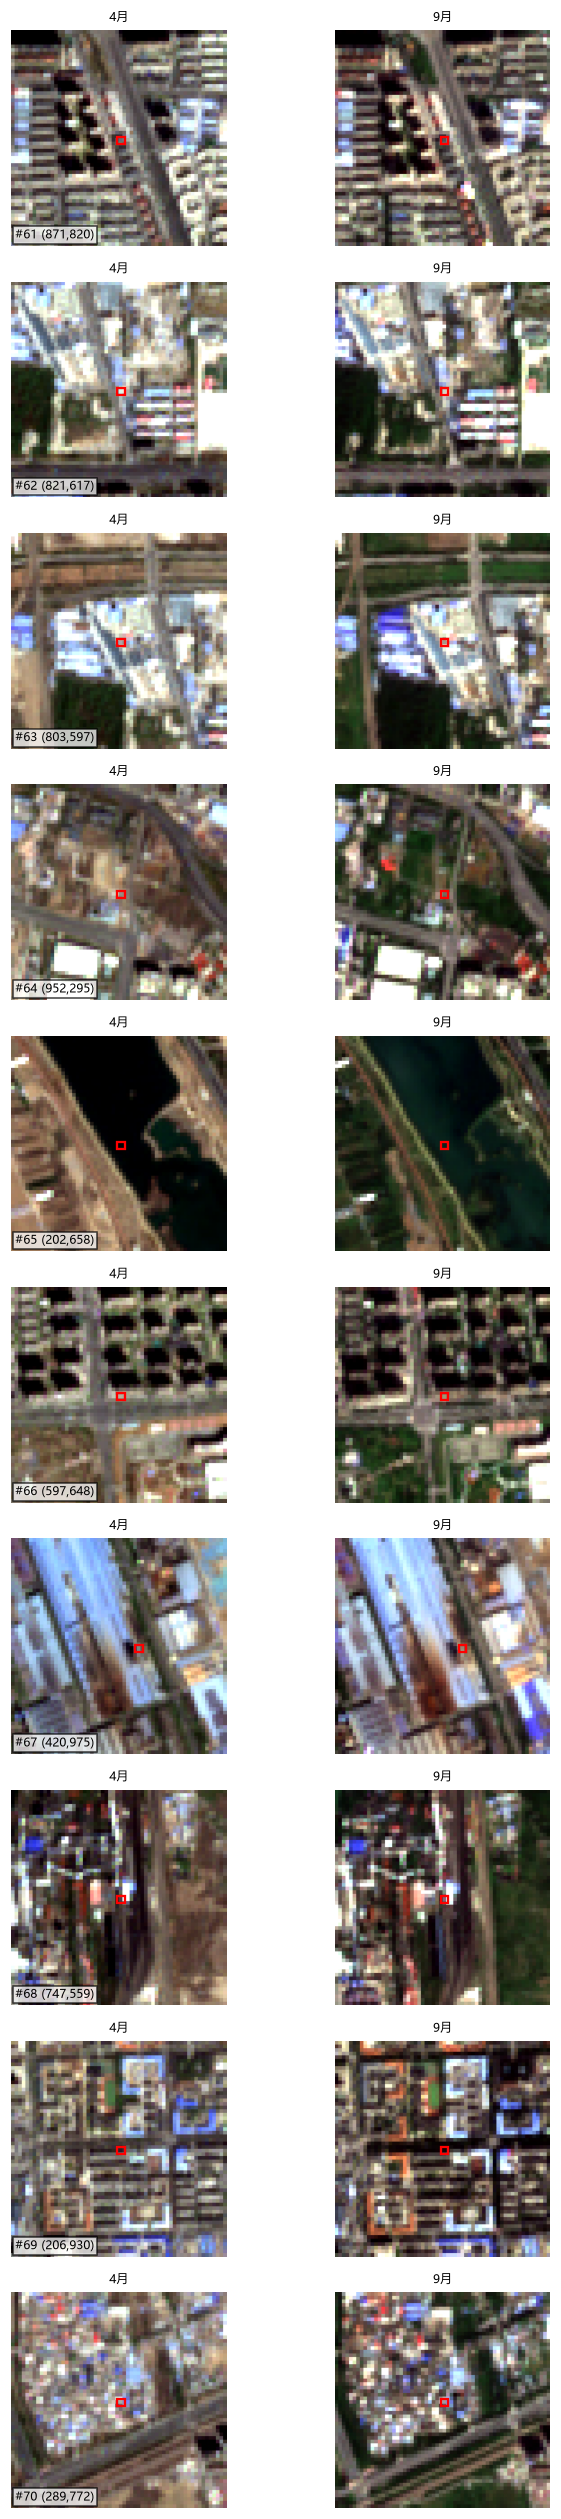 4月 9月
#61 (871,820)
4月 9月
#62 (821,617)
4月 9月
#63 (803,597)
4月 9月
#64 (952,295)
4月 9月
#65 (202,658)
4月 9月
#66 (597,648)
4月 9月
#67 (420,975)
4月 9月
#68 (747,559)
4月 9月
#69 (206,930)
4月 9月
#70 (289,772)